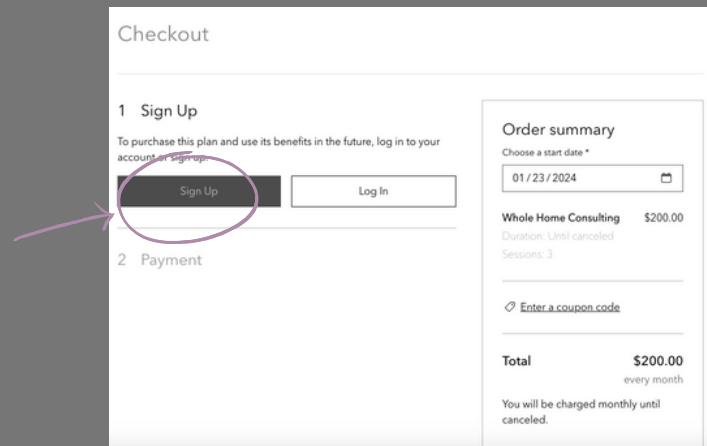 Checkout
1 Sign Up
To purchase this plan and use its benefits in the future, log in to your
account or sign up.
Sign Up
Log In
2 Payment
Order summary
Choose a start date *
01/23/2024
Whole Home Consulting $200.00
Duration: Until canceled
Sessions: 3
Enter a coupon code
Total $200.00
every month
You will be charged monthly until
canceled.